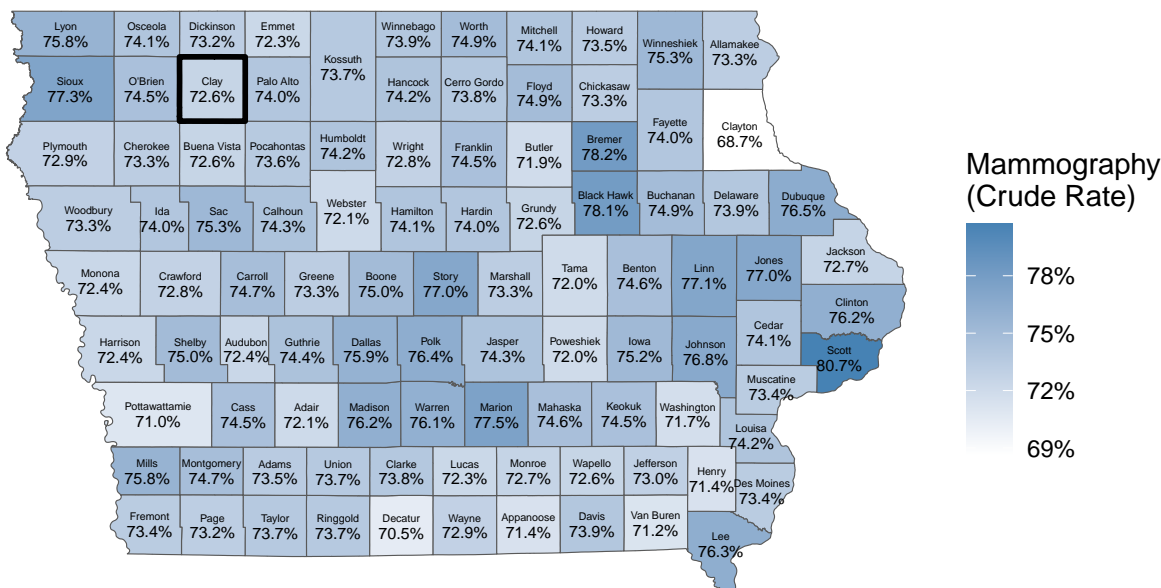 Lyon
75.8%
Osceola
74.1%
Dickinson
73.2%
Emmet
72.3%
Kossuth
73.7%
Winnebago
73.9%
Worth
74.9%
Mitchell
74.1%
Howard
73.5%
Winneshiek
75.3%
Allamakee
73.3%
Sioux
77.3%
O'Brien
74.5%
Clay
72.6%
Palo Alto
74.0%
Hancock
74.2%
Cerro Gordo
73.8%
Floyd
74.9%
Chickasaw
73.3%
Fayette
74.0%
Clayton
68.7%
Plymouth
72.9%
Cherokee
73.3%
Buena Vista
72.6%
Pocahontas
73.6%
Humboldt
74.2%
Wright
72.8%
Franklin
74.5%
Butler
71.9%
Bremer
78.2%
Woodbury
73.3%
Ida
74.0%
Sac
75.3%
Calhoun
74.3%
Webster
72.1%
Hamilton
74.1%
Hardin
74.0%
Grundy
72.6%
Black Hawk
78.1%
Buchanan
74.9%
Delaware
73.9%
Dubuque
76.5%
Monona
72.4%
Crawford
72.8%
Carroll
74.7%
Greene
73.3%
Boone
75.0%
Story
77.0%
Marshall
73.3%
Tama
72.0%
Benton
74.6%
Linn
77.1%
Jones
77.0%
Jackson
72.7%
Clinton
76.2%
Harrison
72.4%
Shelby
75.0%
Audubon
72.4%
Guthrie
74.4%
Dallas
75.9%
Polk
76.4%
Jasper
74.3%
Poweshiek
72.0%
Iowa
75.2%
Johnson
76.8%
Cedar
74.1%
Scott
80.7%
Muscatine
73.4%
Pottawattamie
71.0%
Cass
74.5%
Adair
72.1%
Madison
76.2%
Warren
76.1%
Marion
77.5%
Mahaska
74.6%
Keokuk
74.5%
Washington
71.7%
Louisa
74.2%
Mills
75.8%
Montgomery
74.7%
Adams
73.5%
Union
73.7%
Clarke
73.8%
Lucas
72.3%
Monroe
72.7%
Wapello
72.6%
Jefferson
73.0%
Henry
71.4%
Des Moines
73.4%
Fremont
73.4%
Page
73.2%
Taylor
73.7%
Ringgold
73.7%
Decatur
70.5%
Wayne
72.9%
Appanoose
71.4%
Davis
73.9%
Van Buren
71.2%
Lee
76.3%
Mammography
(Crude Rate)
78%
75%
72%
69%